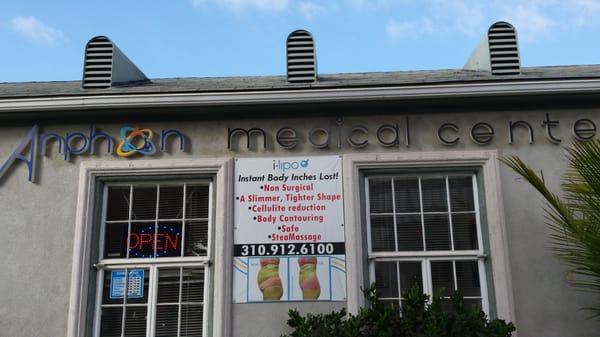 Anphon medical center
i-lipo
Instant Body Inches Lost!
•Non Surgical
•A Slimmer, Tighter Shape
•Cellulite reduction
•Body Contouring
•Safe
•SteaMassage
310.912.6100
OPEN